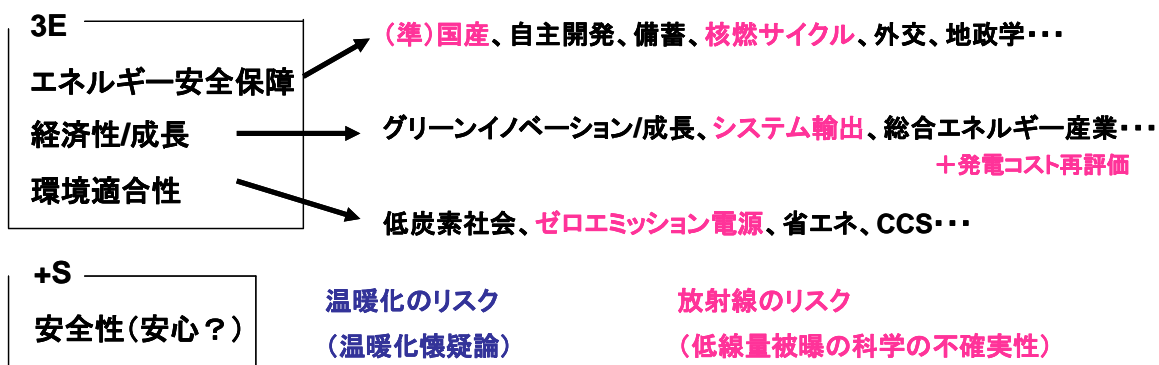 3E
エネルギー安全保障
経済性/成長
環境適合性
（準）国産、自主開発、備蓄、核燃サイクル、外交、地政学・・・
グリーンイノベーション/成長、システム輸出、総合エネルギー産業・・・
＋発電コスト再評価
低炭素社会、ゼロエミッション電源、省エネ、CCS・・・
+S
安全性（安心？）
温暖化のリスク
（温暖化懐疑論）
放射線のリスク
（低線量被曝の科学の不確実性）